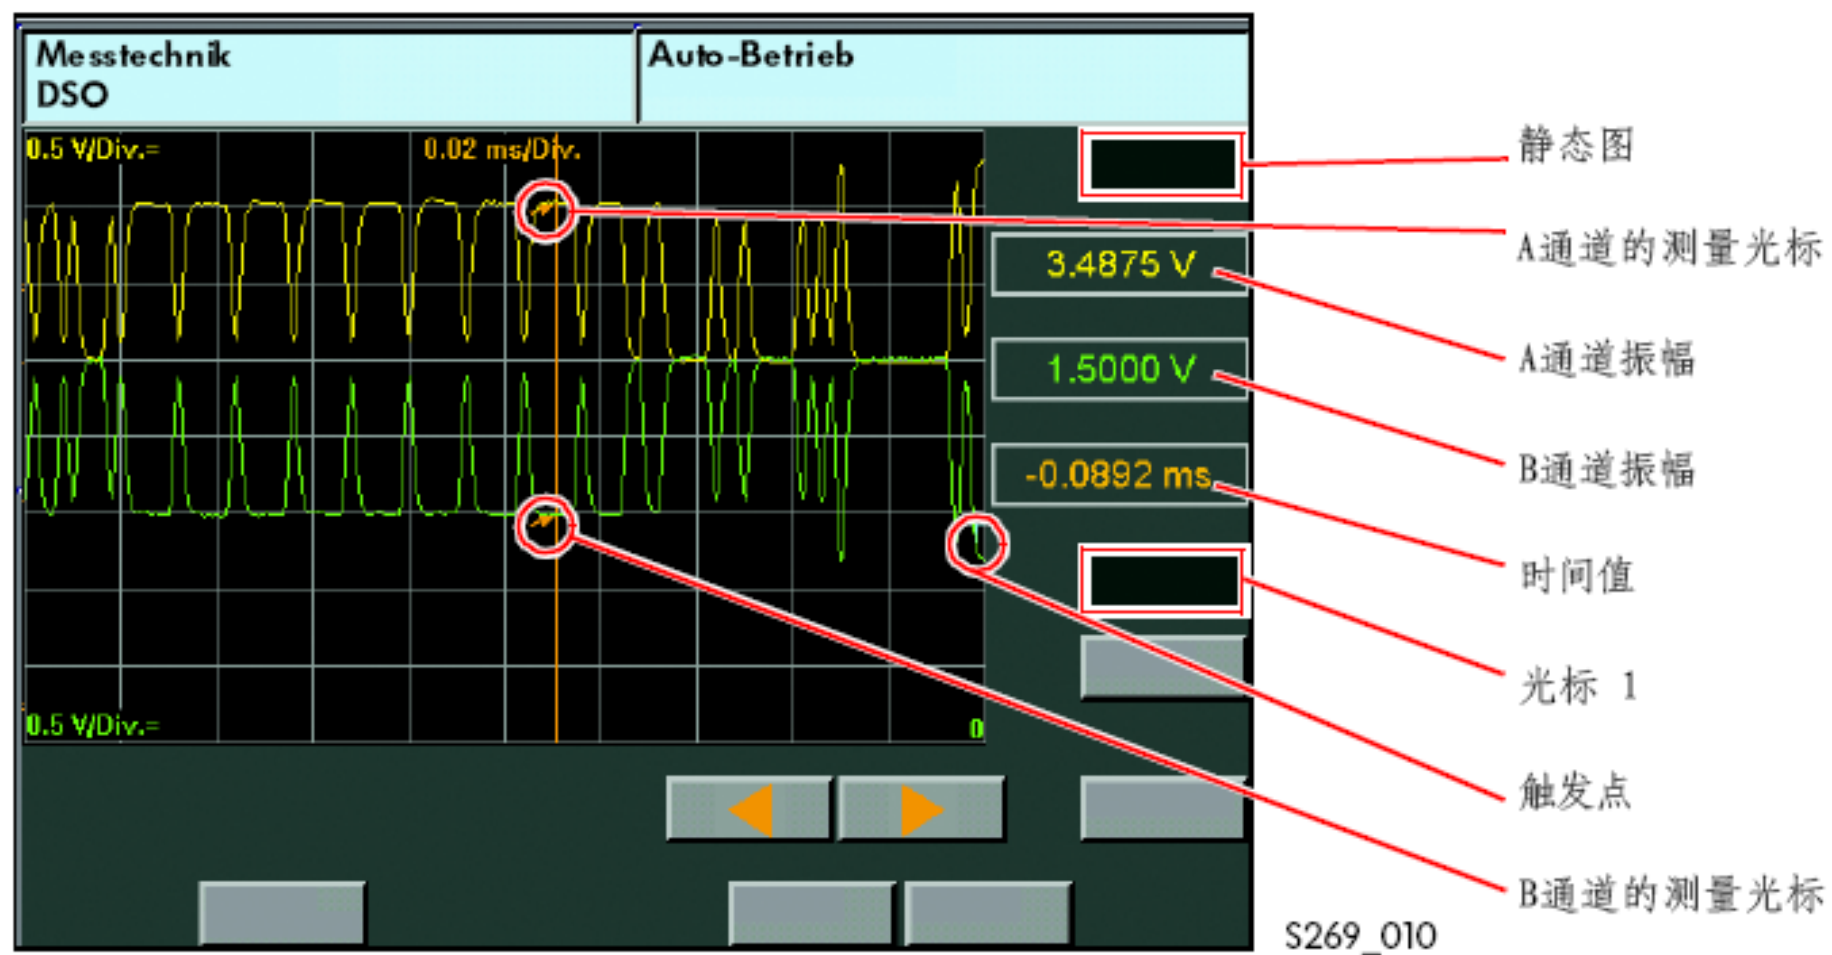 Messtechnik
DSO
Auto-Betrieb
0.5 V/Div.=
0.02 ms/Div.
静态图
A通道的测量光标
3.4875 V
A通道振幅
1.5000 V
B通道振幅
-0.0892 ms
时间值
光标 1
0.5 V/Div.=
0
触发点
B通道的测量光标
S269_010